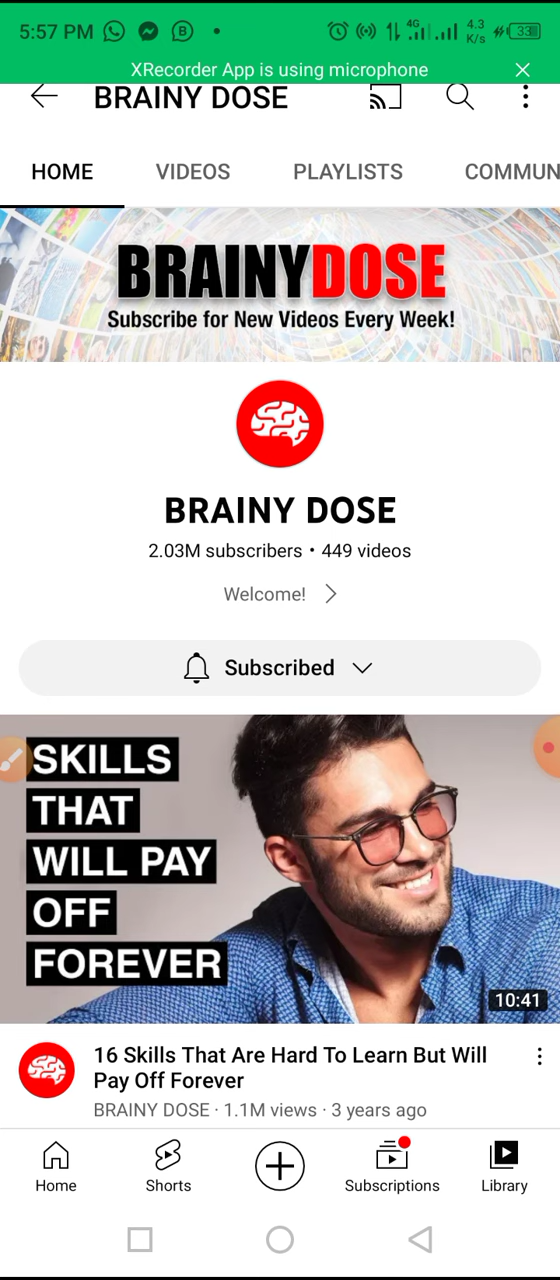 5:57 PM B 4G 4.3 K/s 33
XRecorder App is using microphone
BRAINY DOSE
HOME VIDEOS PLAYLISTS COMMUN
BRAINYDOSE
Subscribe for New Videos Every Week!
BRAINY DOSE
2.03M subscribers • 449 videos
Welcome!
Subscribed
SKILLS
THAT
WILL PAY
OFF
FOREVER
10:41
16 Skills That Are Hard To Learn But Will
Pay Off Forever
BRAINY DOSE · 1.1M views · 3 years ago
Home Shorts Subscriptions Library